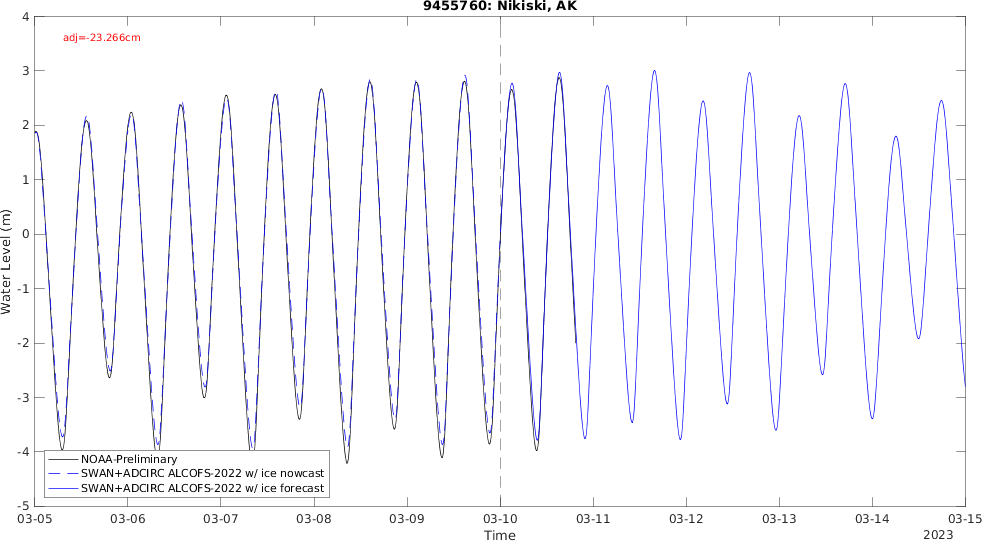 9455760: Nikiski, AK
adj=-23.266cm
Water Level (m)
4
3
2
1
0
-1
-2
-3
-4
-5
NOAA-Preliminary
SWAN+ADCIRC ALCOFS-2022 w/ ice nowcast
SWAN+ADCIRC ALCOFS-2022 w/ ice forecast
03-05 03-06 03-07 03-08 03-09 03-10 03-11 03-12 03-13 03-14 03-15
Time
2023